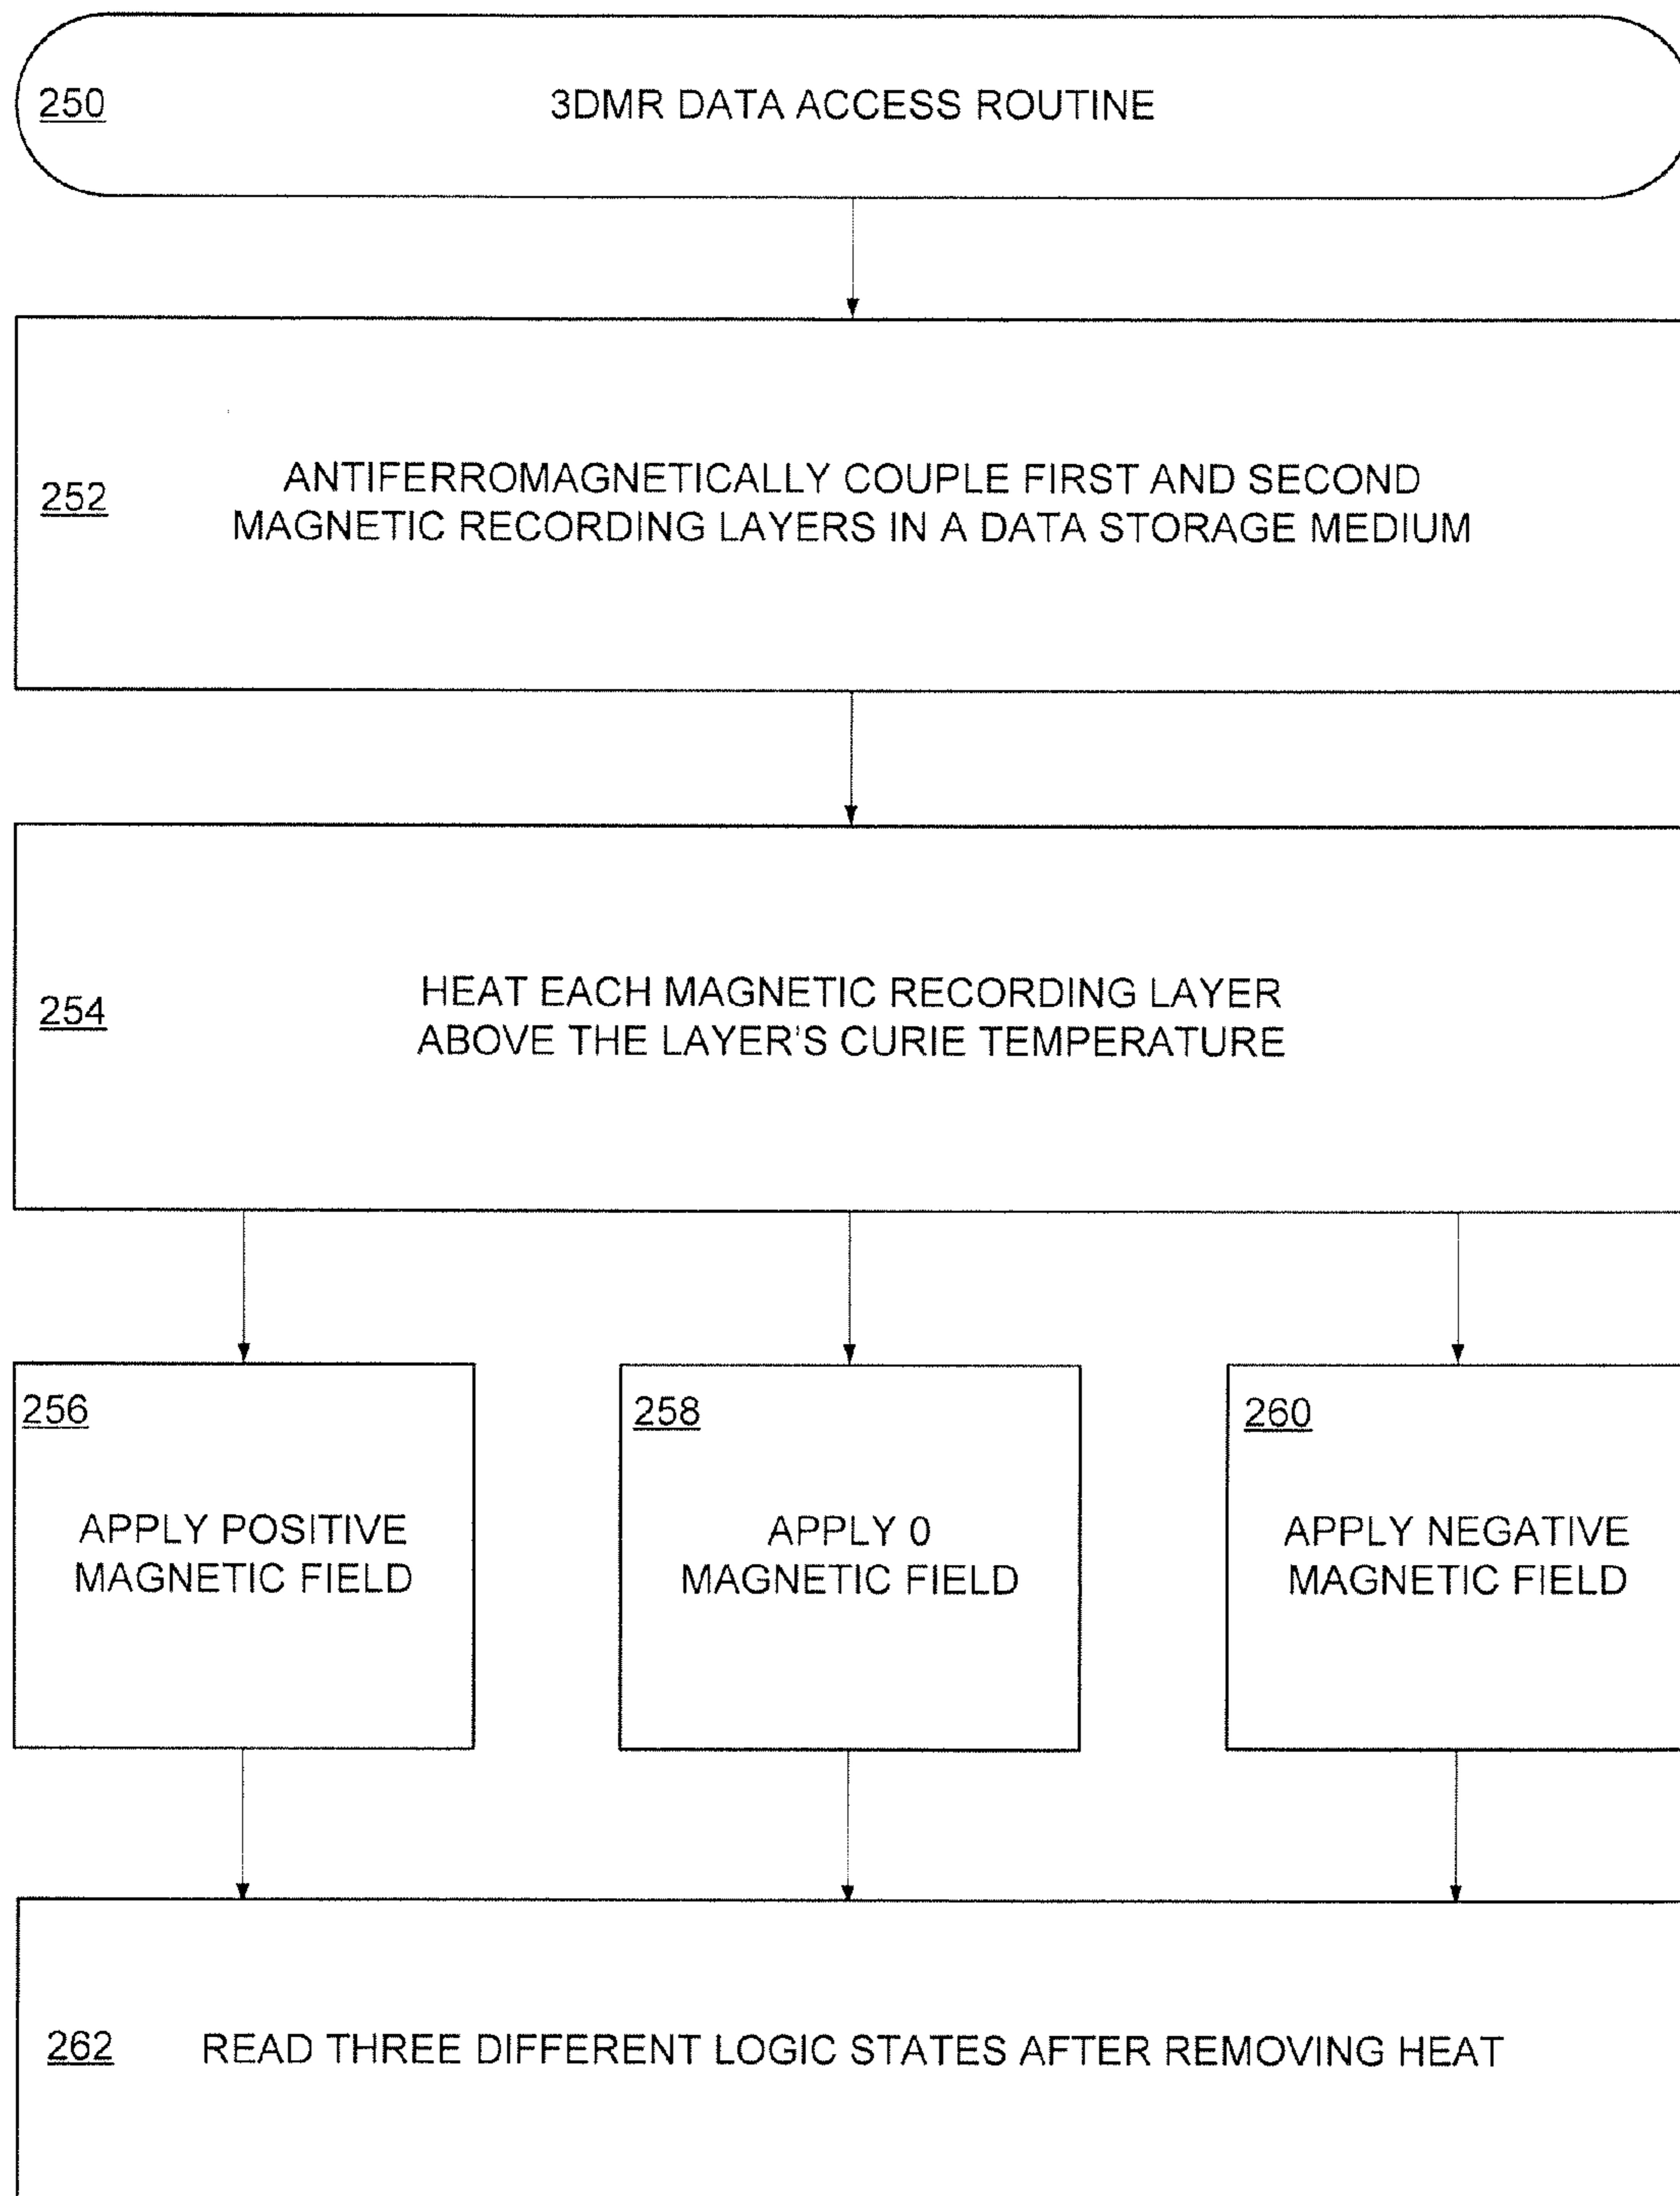 250 3DMR DATA ACCESS ROUTINE
252 ANTIFERROMAGNETICALLY COUPLE FIRST AND SECOND
MAGNETIC RECORDING LAYERS IN A DATA STORAGE MEDIUM
254 HEAT EACH MAGNETIC RECORDING LAYER
ABOVE THE LAYER'S CURIE TEMPERATURE
256
APPLY POSITIVE
MAGNETIC FIELD
258
APPLY 0
MAGNETIC FIELD
260
APPLY NEGATIVE
MAGNETIC FIELD
262 READ THREE DIFFERENT LOGIC STATES AFTER REMOVING HEAT